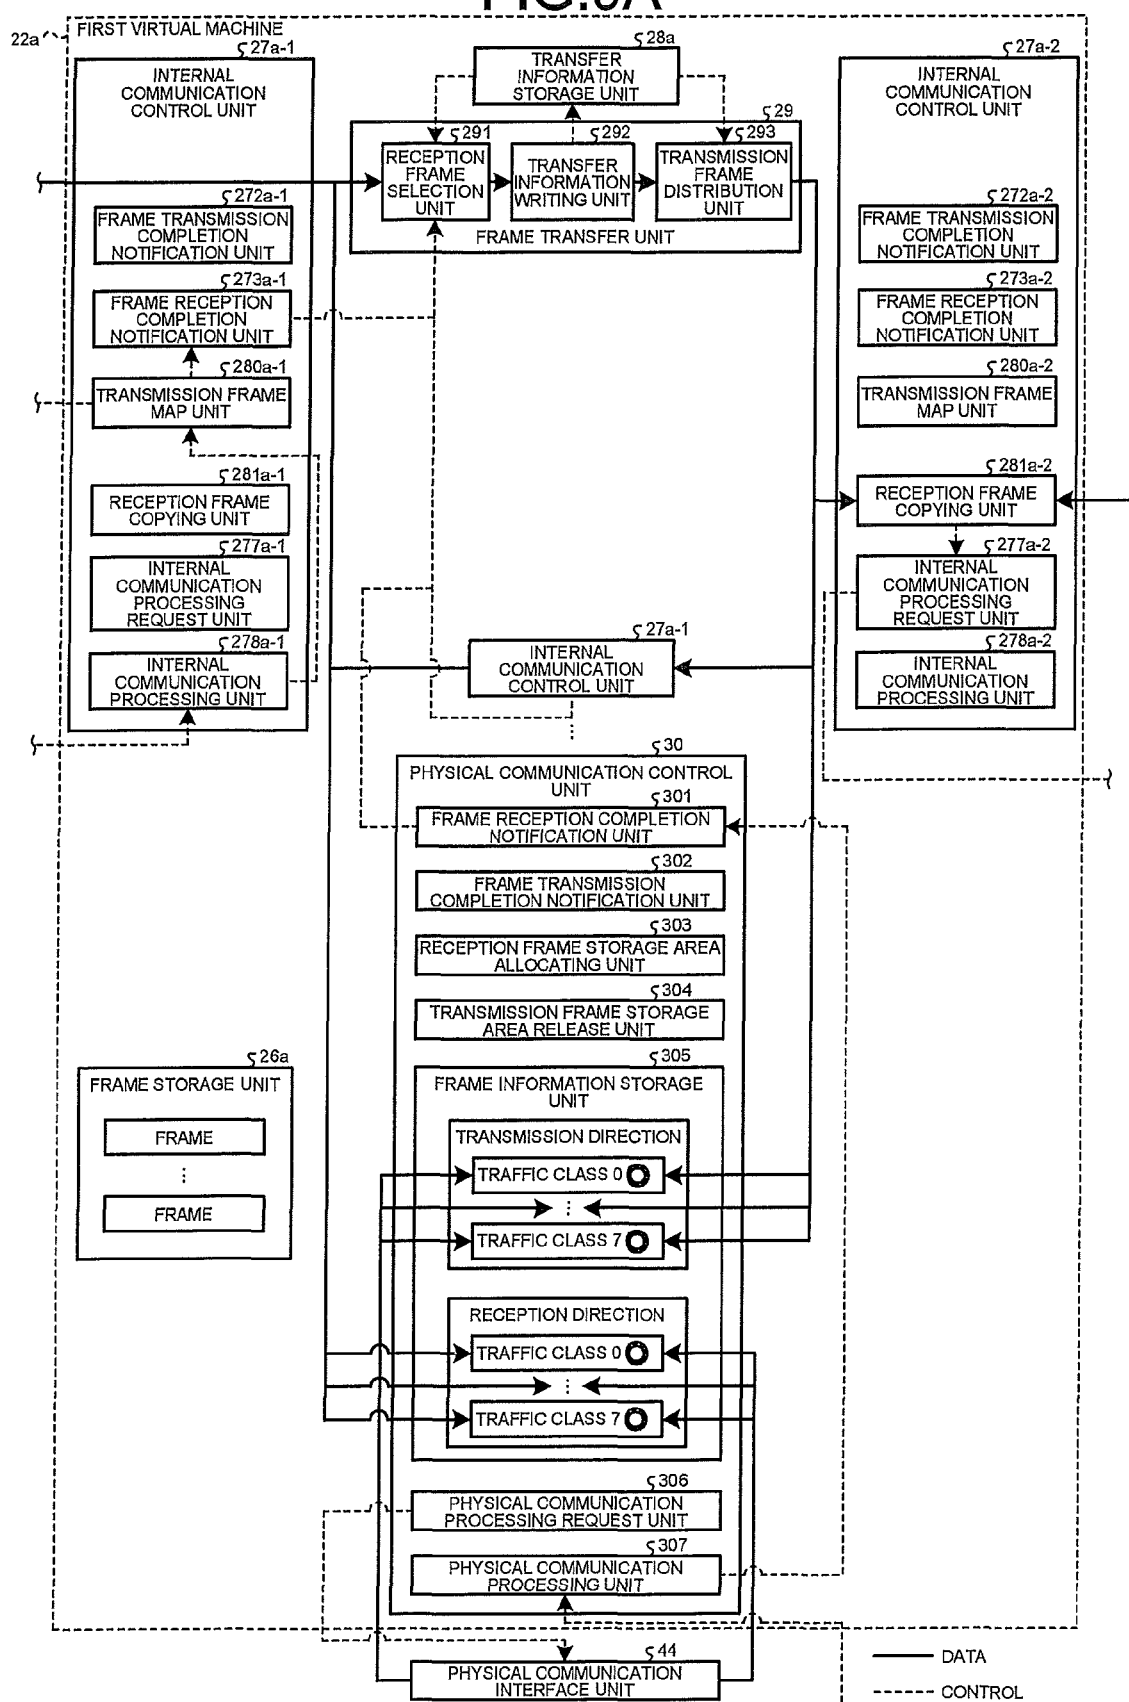 FIG.5A
22a
FIRST VIRTUAL MACHINE
27a-1
INTERNAL
COMMUNICATION
CONTROL UNIT
272a-1
FRAME TRANSMISSION
COMPLETION
NOTIFICATION UNIT
273a-1
FRAME RECEPTION
COMPLETION
NOTIFICATION UNIT
280a-1
TRANSMISSION FRAME
MAP UNIT
281a-1
RECEPTION FRAME
COPYING UNIT
277a-1
INTERNAL
COMMUNICATION
PROCESSING
REQUEST UNIT
278a-1
INTERNAL
COMMUNICATION
PROCESSING UNIT
28a
TRANSFER
INFORMATION
STORAGE UNIT
29
291
RECEPTION
FRAME
SELECTION
UNIT
292
TRANSFER
INFORMATION
WRITING UNIT
293
TRANSMISSION
FRAME
DISTRIBUTION
UNIT
FRAME TRANSFER UNIT
27a-2
INTERNAL
COMMUNICATION
CONTROL UNIT
272a-2
FRAME TRANSMISSION
COMPLETION
NOTIFICATION UNIT
273a-2
FRAME RECEPTION
COMPLETION
NOTIFICATION UNIT
280a-2
TRANSMISSION FRAME
MAP UNIT
281a-2
RECEPTION FRAME
COPYING UNIT
277a-2
INTERNAL
COMMUNICATION
PROCESSING
REQUEST UNIT
278a-2
INTERNAL
COMMUNICATION
PROCESSING UNIT
27a-1
INTERNAL
COMMUNICATION
CONTROL UNIT
30
PHYSICAL COMMUNICATION CONTROL
UNIT
301
FRAME RECEPTION COMPLETION
NOTIFICATION UNIT
302
FRAME TRANSMISSION
COMPLETION NOTIFICATION UNIT
303
RECEPTION FRAME STORAGE AREA
ALLOCATING UNIT
304
TRANSMISSION FRAME STORAGE
AREA RELEASE UNIT
305
FRAME INFORMATION STORAGE
UNIT
TRANSMISSION DIRECTION
TRAFFIC CLASS 0
TRAFFIC CLASS 7
RECEPTION DIRECTION
TRAFFIC CLASS 0
TRAFFIC CLASS 7
306
PHYSICAL COMMUNICATION
PROCESSING REQUEST UNIT
307
PHYSICAL COMMUNICATION
PROCESSING UNIT
26a
FRAME STORAGE UNIT
FRAME
FRAME
44
PHYSICAL COMMUNICATION
INTERFACE UNIT
DATA
CONTROL